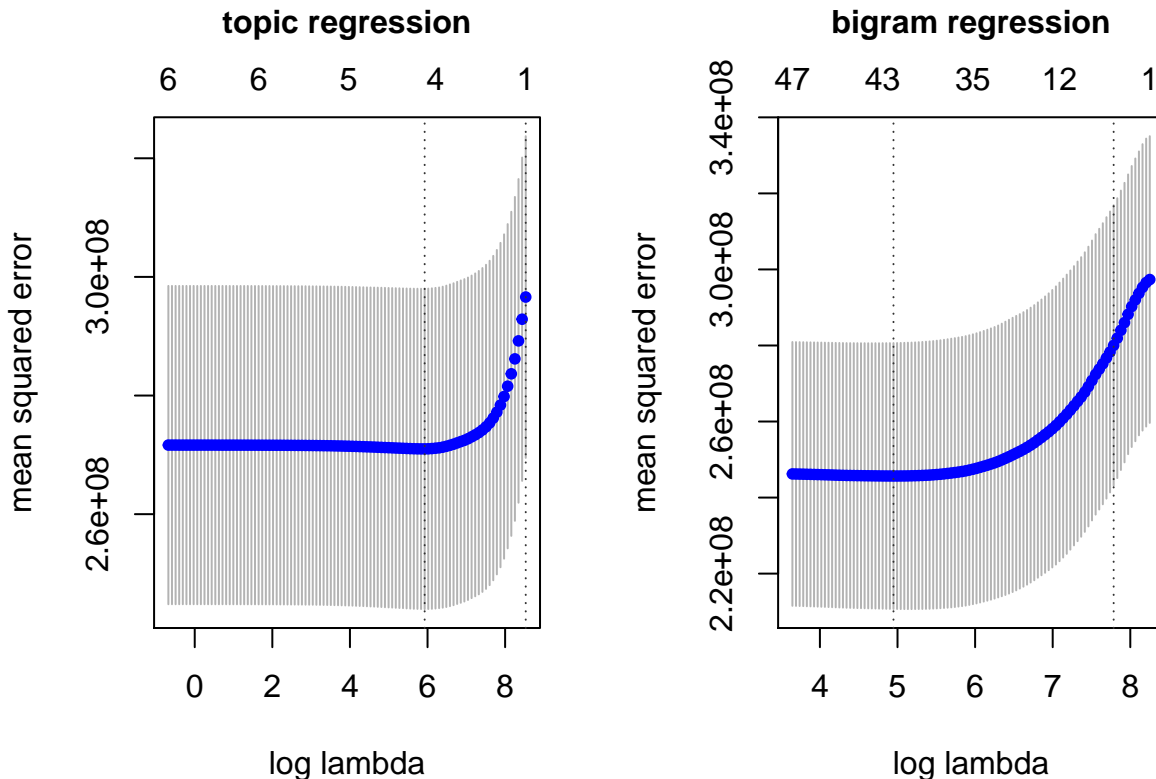 topic regression
6 6 5 4 1
mean squared error
2.6e+08 3.0e+08
0 2 4 6 8
log lambda
bigram regression
47 43 35 12 1
mean squared error
2.2e+08 2.6e+08 3.0e+08 3.4e+08
4 5 6 7 8
log lambda